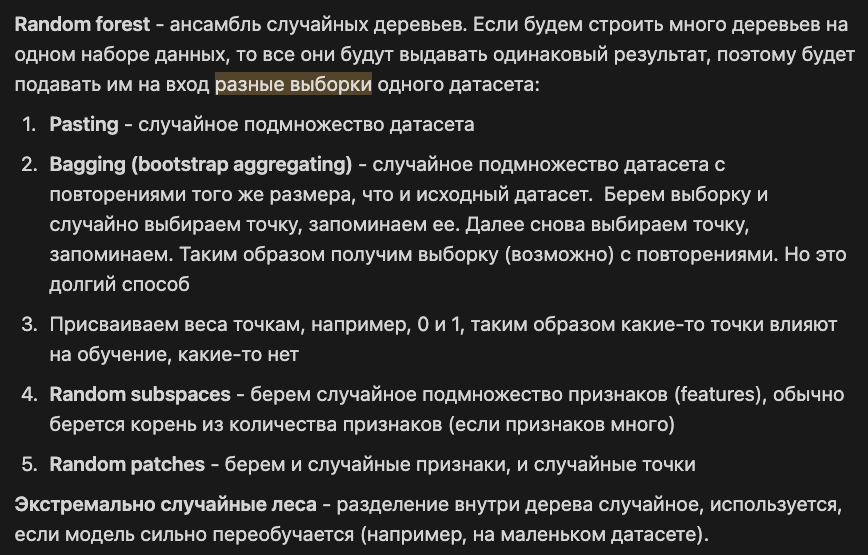 Random forest - ансамбль случайных деревьев. Если будем строить много деревьев на
одном наборе данных, то все они будут выдавать одинаковый результат, поэтому будет
подавать им на вход разные выборки одного датасета:
1. Pasting - случайное подмножество датасета
2. Bagging (bootstrap aggregating) - случайное подмножество датасета с
повторениями того же размера, что и исходный датасет. Берем выборку и
случайно выбираем точку, запоминаем ее. Далее снова выбираем точку,
запоминаем. Таким образом получим выборку (возможно) с повторениями. Но это
долгий способ
3. Присваиваем веса точкам, например, 0 и 1, таким образом какие-то точки влияют
на обучение, какие-то нет
4. Random subspaces - берем случайное подмножество признаков (features), обычно
берется корень из количества признаков (если признаков много)
5. Random patches - берем и случайные признаки, и случайные точки
Экстремально случайные леса - разделение внутри дерева случайное, используется,
если модель сильно переобучается (например, на маленьком датасете).